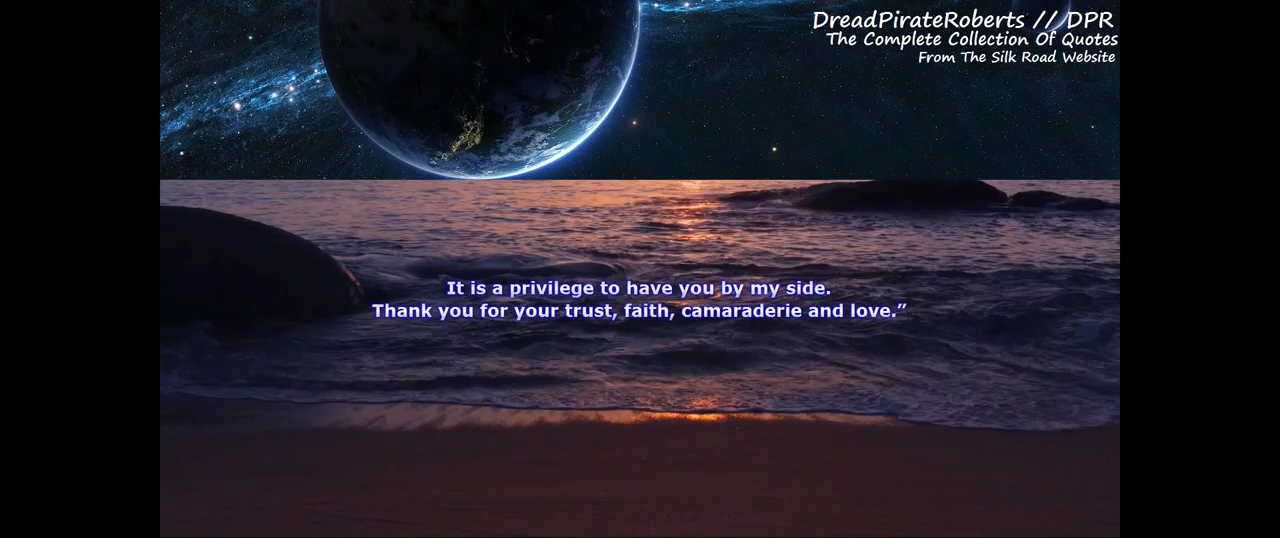 DreadPirateRoberts // DPR
The Complete Collection Of Quotes
From The Silk Road Website
It is a privilege to have you by my side.
Thank you for your trust, faith, camaraderie and love.”